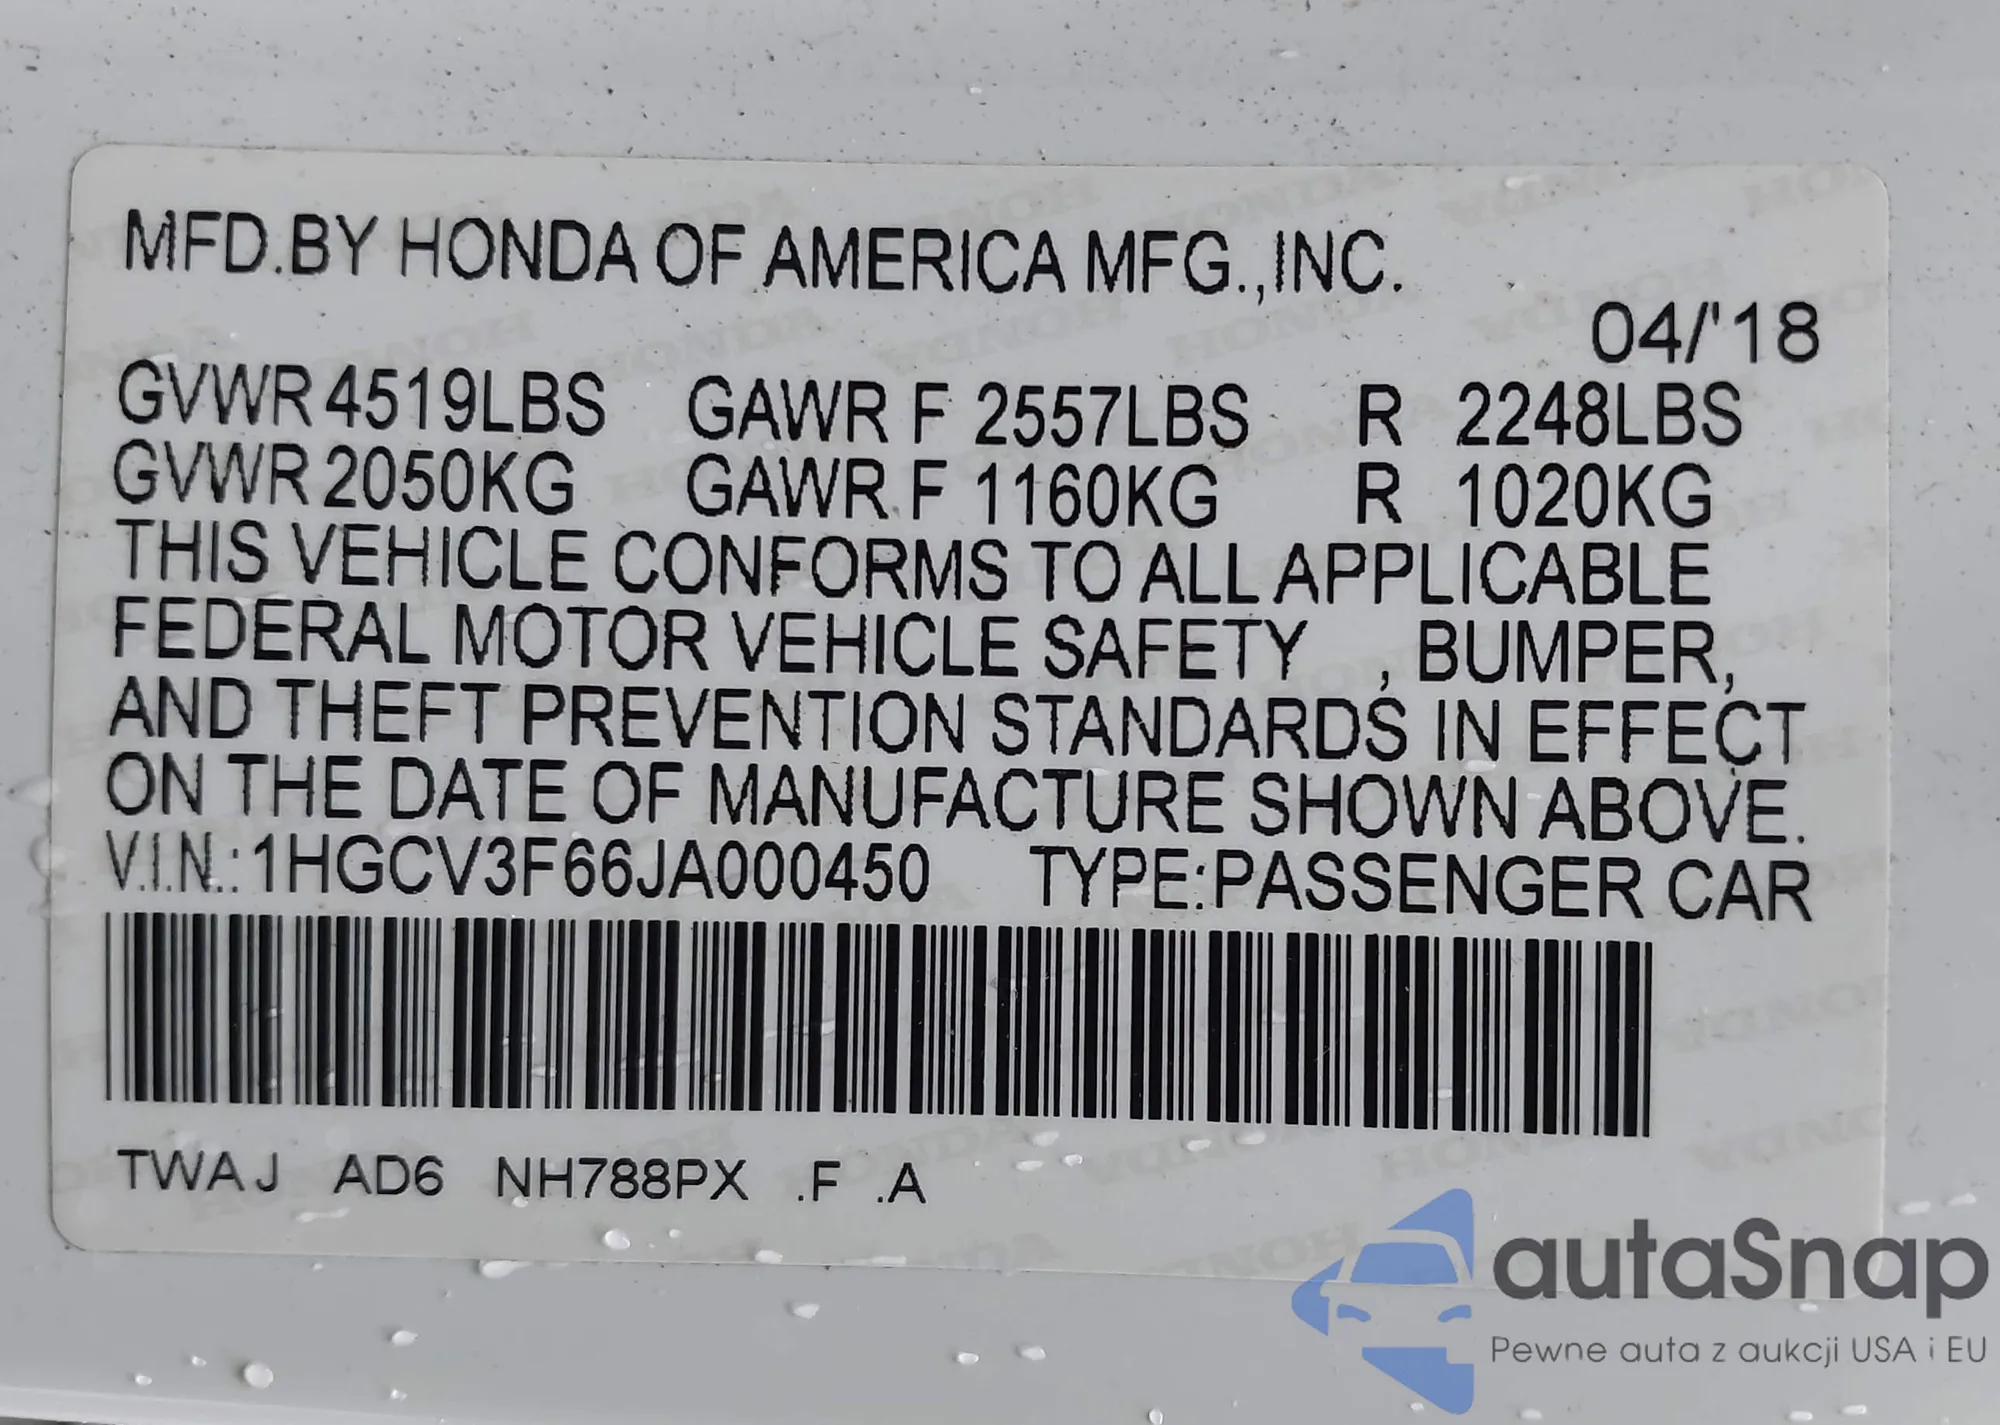 MFD.BY HONDA OF AMERICA MFG.,INC.
04/'18
GVWR 4519LBS GAWR F 2557LBS R 2248LBS
GVWR 2050KG GAWR F 1160KG R 1020KG
THIS VEHICLE CONFORMS TO ALL APPLICABLE
FEDERAL MOTOR VEHICLE SAFETY , BUMPER,
AND THEFT PREVENTION STANDARDS IN EFFECT
ON THE DATE OF MANUFACTURE SHOWN ABOVE.
V.I.N.: 1HGCV3F66JA000450 TYPE:PASSENGER CAR
TWAJ AD6 NH788PX .F .A
autaSnap
Pewne auta z aukcji USA i EU